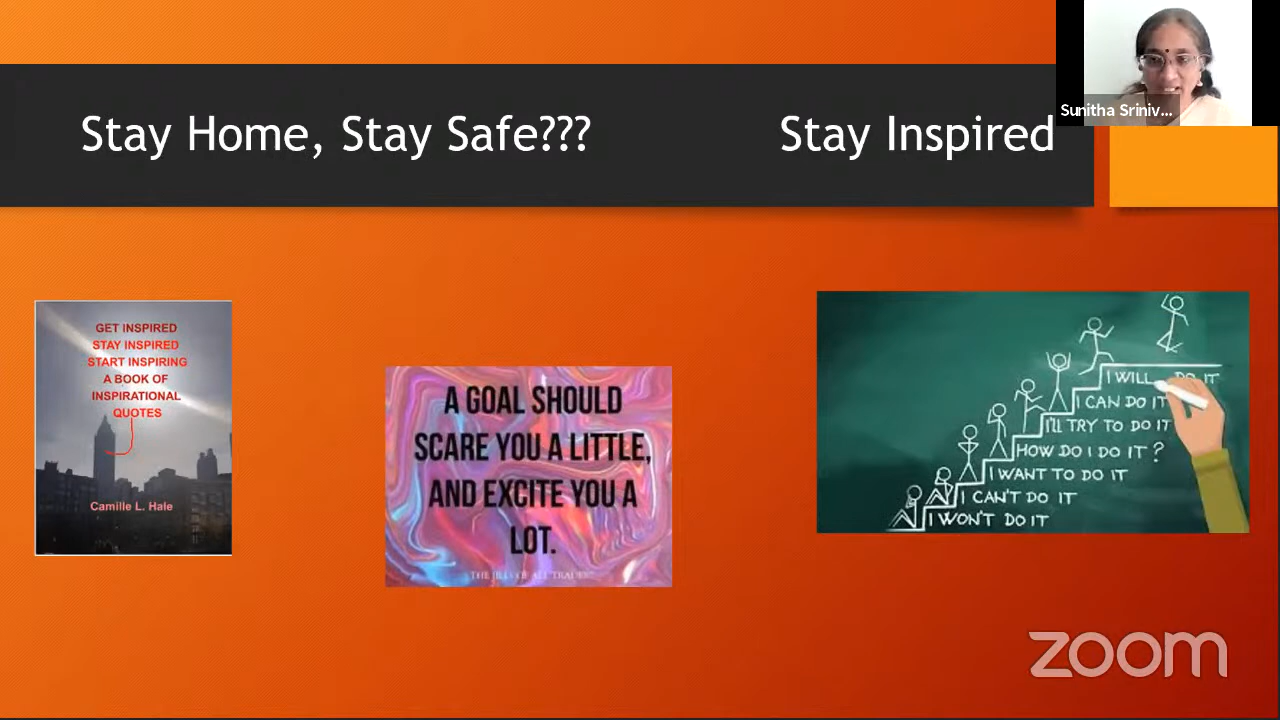 Stay Home, Stay Safe??? Stay Inspired
Sunitha Sriniv...
GET INSPIRED
STAY INSPIRED
START INSPIRING
A BOOK OF
INSPIRATIONAL
QUOTES
Camille L. Hale
A GOAL SHOULD
SCARE YOU A LITTLE,
AND EXCITE YOU A
LOT.
I WILL DO IT
I CAN DO IT
I'LL TRY TO DO IT
HOW DO I DO IT?
I WANT TO DO IT
I CAN'T DO IT
I WON'T DO IT
zoom